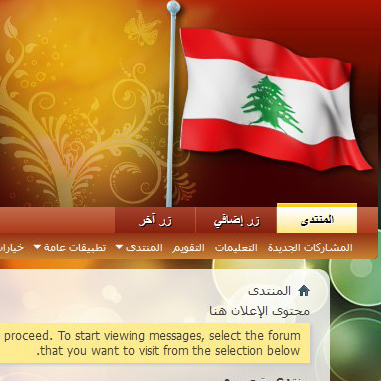 المنتدى زر إضافي زر آخر
المشاركات الجديدة التعليمات التقويم المنتدى تطبيقات عامة خيارات
المنتدى
محتوى الإعلان هنا
proceed. To start viewing messages, select the forum
.that you want to visit from the selection below